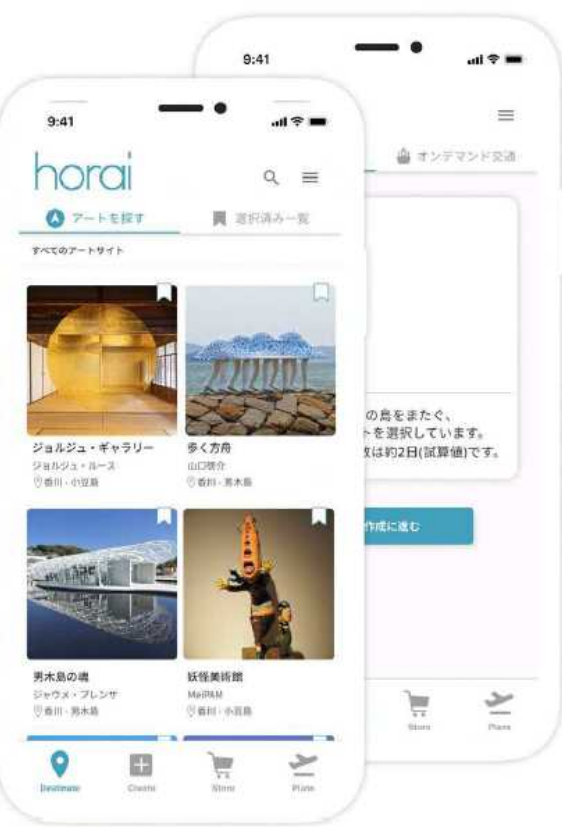 9:41
horai
アートを探す
選択済み一覧
すべてのアートサイト
ジョルジュ・ギャラリー
ジョルジュ・ルース
香川・小豆島
歩く方舟
山口啓介
香川・男木島
男木島の魂
ジャウメ・プレンサ
香川・男木島
妖怪美術館
MeiPAM
香川・小豆島
Create
Store
9:41
オンデマンド交通
の島をまたぐ、
トを選択しています。
数は約2日(試算値)です。
作成に進む
Store
Plans